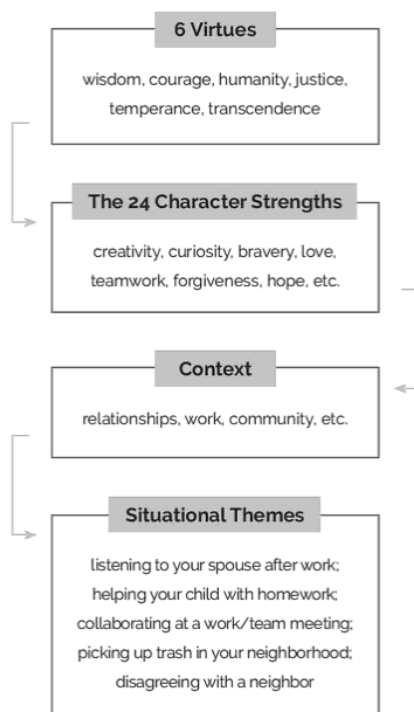 6 Virtues
wisdom, courage, humanity, justice,
temperance, transcendence
The 24 Character Strengths
creativity, curiosity, bravery, love,
teamwork, forgiveness, hope, etc.
Context
relationships, work, community, etc.
Situational Themes
listening to your spouse after work;
helping your child with homework;
collaborating at a work/team meeting;
picking up trash in your neighborhood;
disagreeing with a neighbor